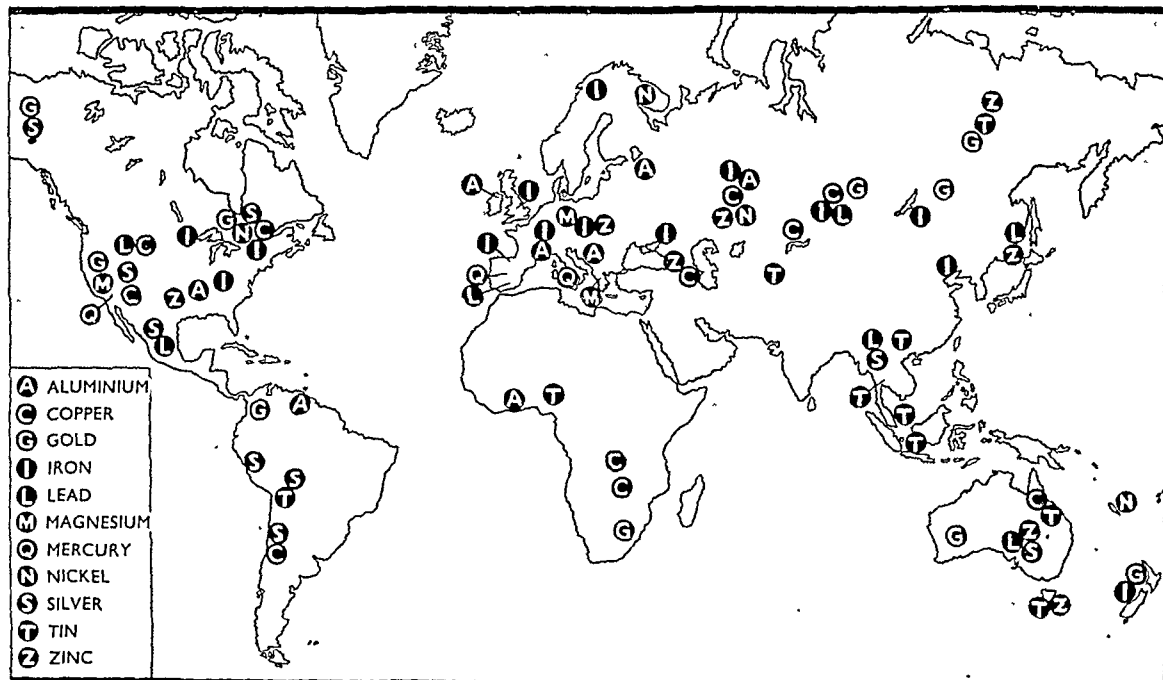 I N
Z
G T
S G
A I A I A C G G
C I L I
G S Z N C L
N C
I
L C I I I M I Z I
G S A A Z Z
M C Q Q C T I
Z A I L M
Q
S L T
L S
A ALUMINIUM
C COPPER
G GOLD
I IRON
L LEAD
M MAGNESIUM
Q MERCURY
N NICKEL
S SILVER
T TIN
Z ZINC
G A A T T T
T
S S C
T C C N
T
S G G L Z
C S
G
I
T Z